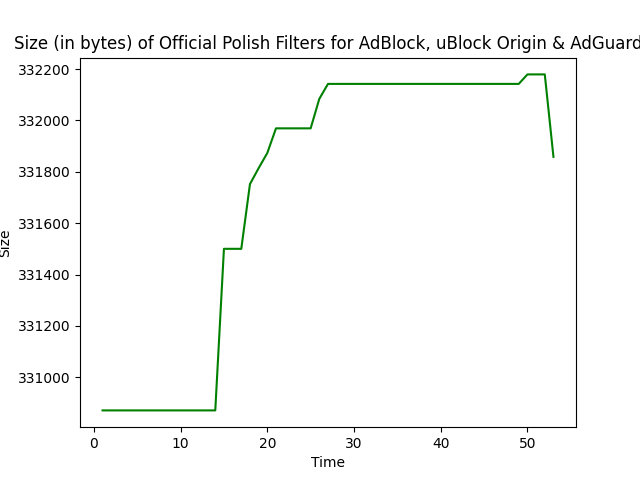 Size (in bytes) of Official Polish Filters for AdBlock, uBlock Origin & AdGuard
332200
332000
331800
331600
331400
331200
331000
Size
0 10 20 30 40 50
Time